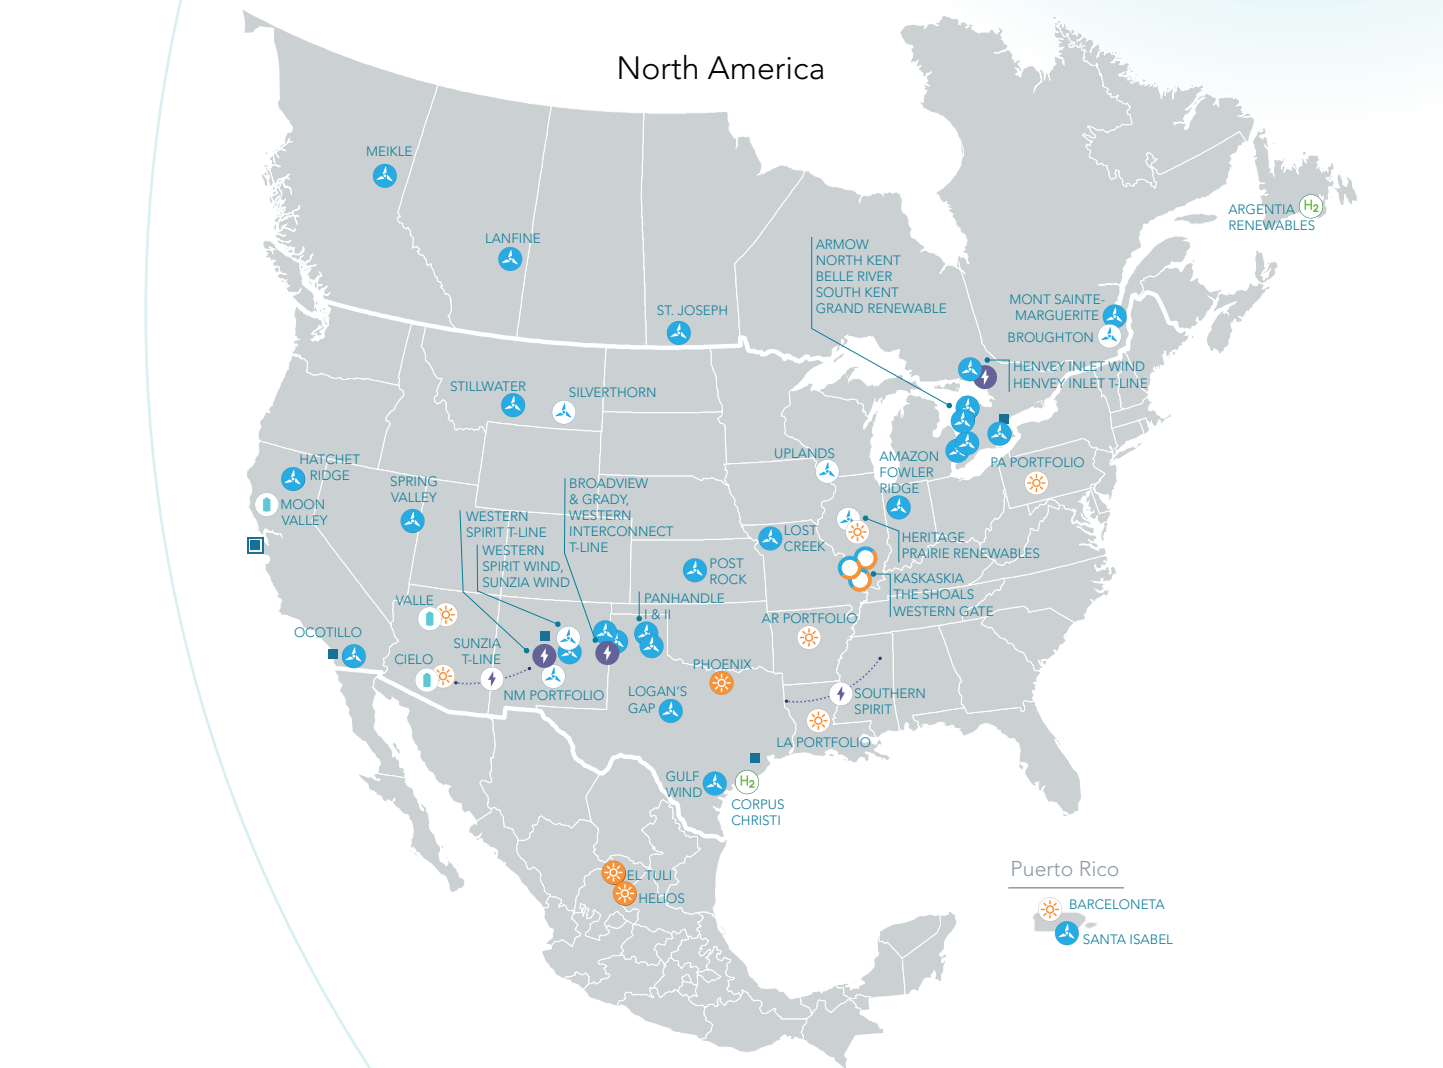 North America
MEIKLE
LANFINE
ST. JOSEPH
ARGENTIA
RENEWABLES
ARMOW
NORTH KENT
BELLE RIVER
SOUTH KENT
GRAND RENEWABLE
MONT SAINTE-
MARGUERITE
BROUGHTON
HENVEY INLET WIND
HENVEY INLET T-LINE
STILLWATER
SILVERTHORN
HATCHET
RIDGE
MOON
VALLEY
SPRING
VALLEY
WESTERN
SPIRIT T-LINE
WESTERN
SPIRIT WIND,
SUNZIA WIND
BROADVIEW
& GRADY,
WESTERN
INTERCONNECT
T-LINE
UPLANDS
AMAZON
FOWLER
RIDGE
PA PORTFOLIO
LOST
CREEK
HERITAGE
PRAIRIE RENEWABLES
POST
ROCK
KASKASKIA
THE SHOALS
WESTERN GATE
PANHANDLE
I & II
VALLE
OCOTILLO
CIELO
SUNZIA
T-LINE
NM PORTFOLIO
AR PORTFOLIO
PHOENIX
LOGAN'S
GAP
SOUTHERN
SPIRIT
LA PORTFOLIO
GULF
WIND
H2
H2
CORPUS
CHRISTI
EL TULI
HELIOS
Puerto Rico
BARCELONETA
SANTA ISABEL